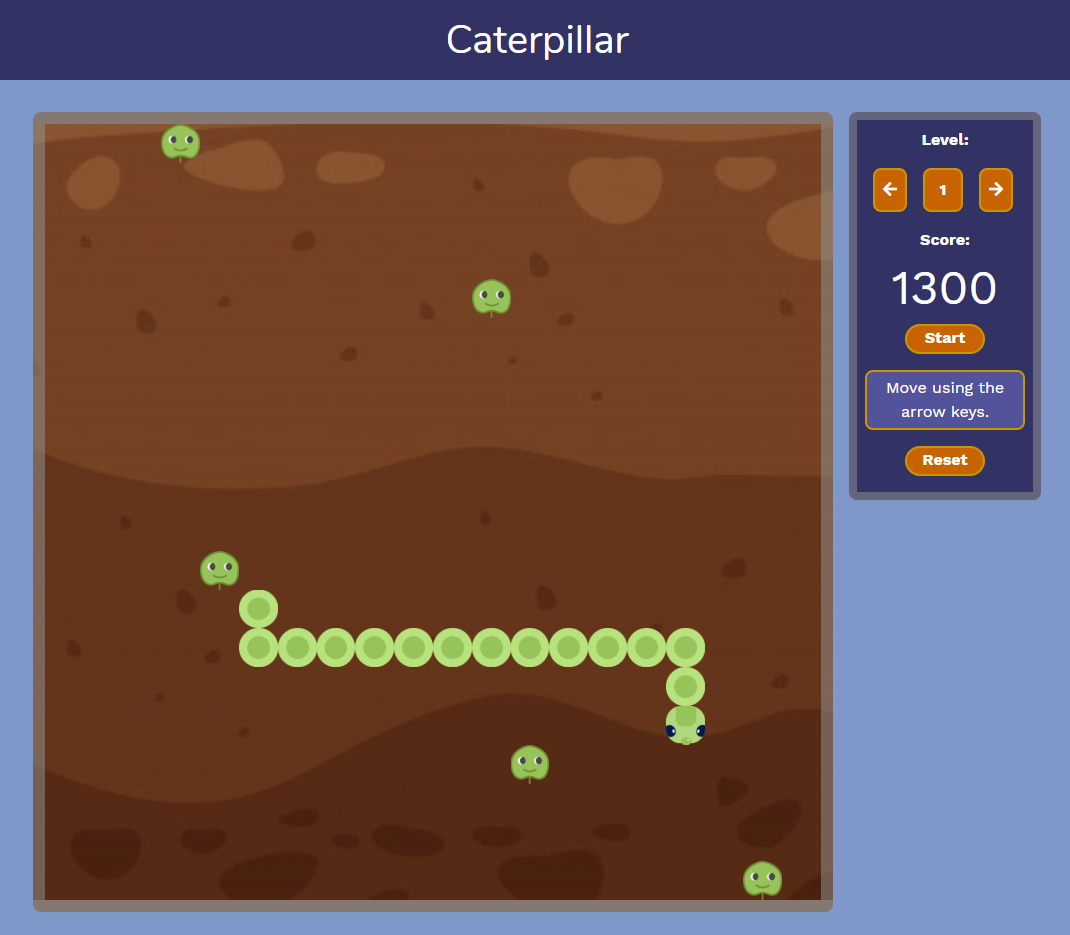 Caterpillar
Level:
1
Score:
1300
Start
Move using the
arrow keys.
Reset